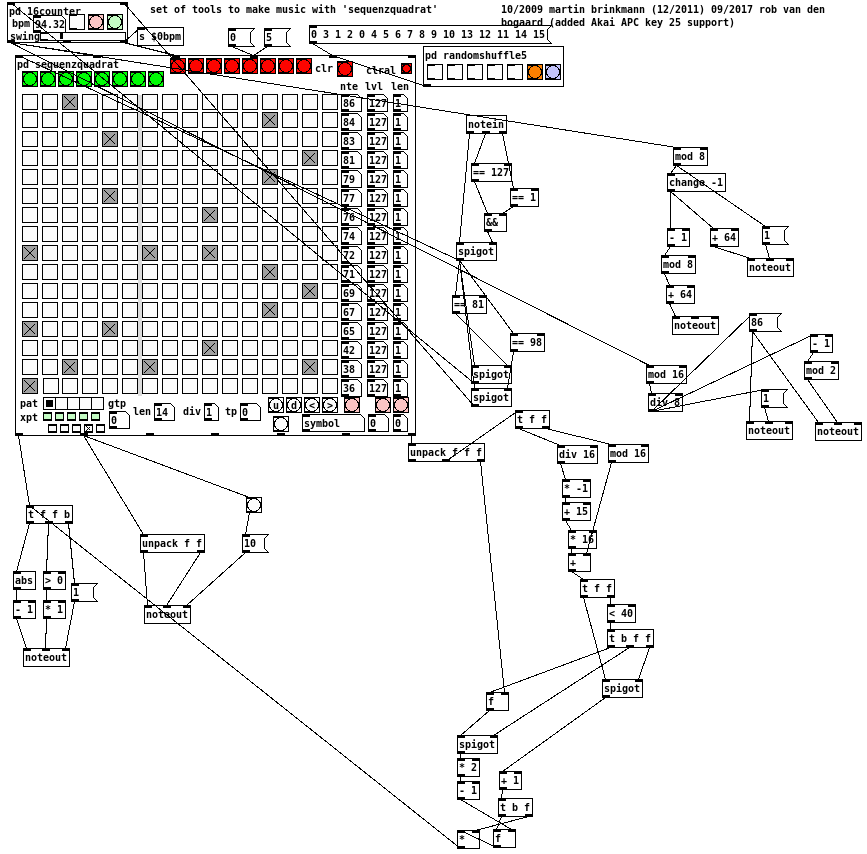 pd 16counter
set of tools to make music with 'sequenzquadrat'
10/2009 martin brinkmann (12/2011) 09/2017 rob van den
bogaard (added Akai APC key 25 support)
bpm 94.32
swing
s $0bpm
0
5
0 3 1 2 0 4 5 6 7 8 9 10 13 9 11 12 14 15
pd randomshuffle5
pd sequenzquadrat
clr
clral
nte lvl len
86 127 1
84 127 1
83 127 1
81 127 1
79 127 1
77 127 1
76 127 1
74 127 1
72 127 1
71 127 1
69 127 1
67 127 1
65 127 1
42 127 1
38 127 1
36 127 1
pat
gtp
xpt
0
len 14
div 1
tp 0
u d < >
symbol
0
0
notein
== 127
== 1
&&
spigot
== 81
== 98
spigot
spigot
mod 8
change -1
- 1
+ 64
1
mod 8
noteout
+ 64
noteout
86
- 1
mod 16
mod 2
div 8
1
noteout
noteout
unpack f f f
t f f
div 16
mod 16
* -1
+ 15
* 16
+
t f f
< 40
t b f f
spigot
f
spigot
* 2
- 1
+ 1
t b f
*
f
t f f b
abs
> 0
1
- 1
* 1
noteout
unpack f f
10
noteout